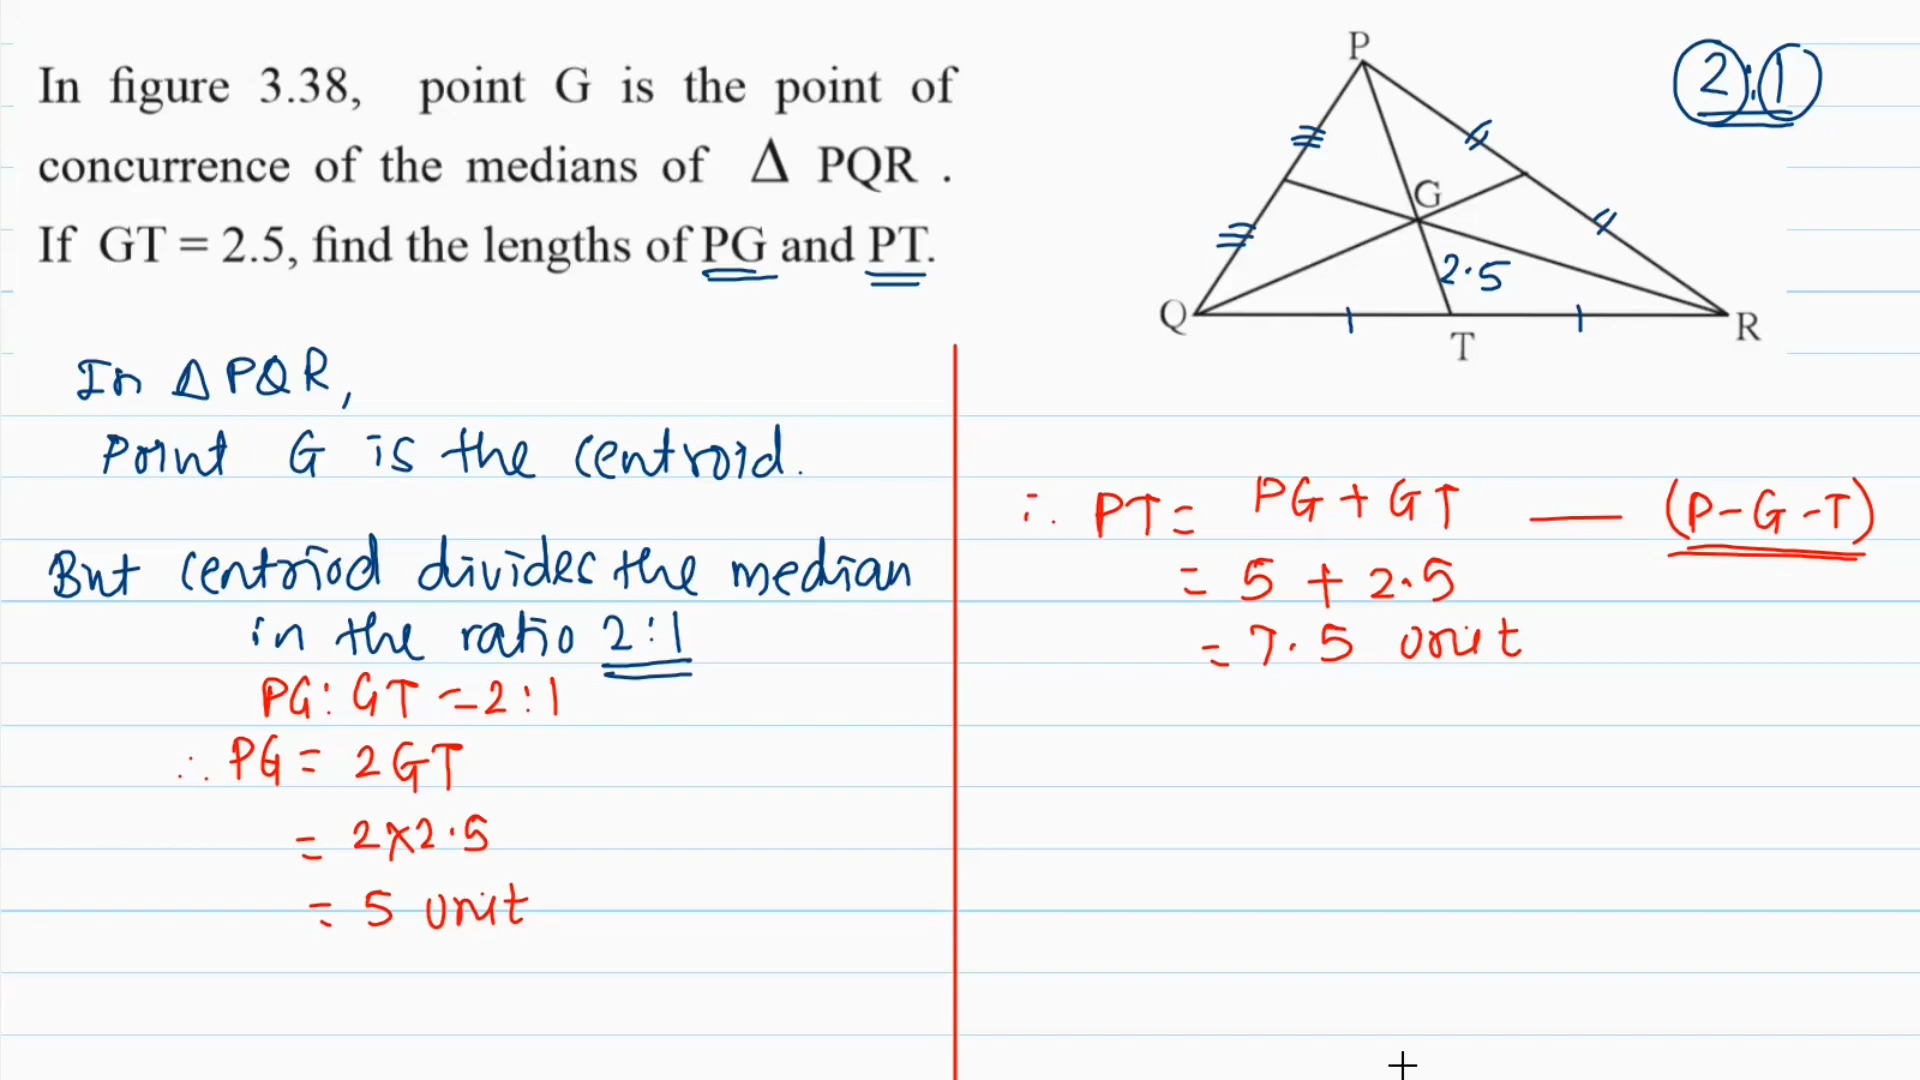 In figure 3.38, point G is the point of
concurrence of the medians of Δ PQR .
If GT = 2.5, find the lengths of PG and PT.
P
2:1
G
2.5
Q
T
R
In Δ PQR,
Point G is the centroid.
But centriod divides the median
in the ratio 2:1
PG: GT = 2:1
∴ PG = 2GT
= 2×2.5
= 5 unit
∴ PT = PG + GT — (P-G-T)
= 5 + 2.5
= 7.5 unit